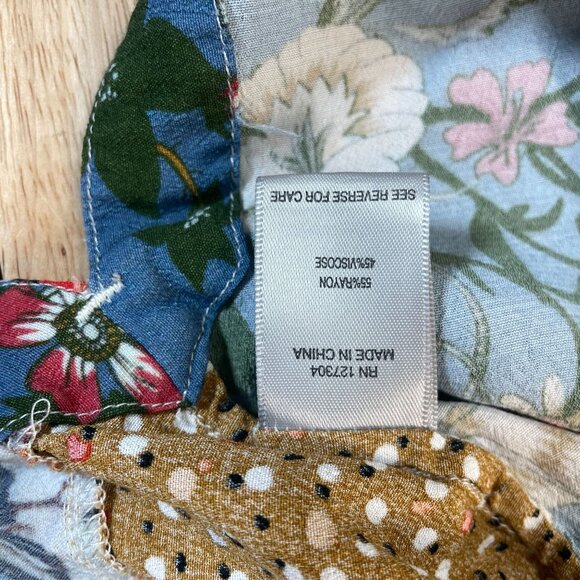 RN 127304
MADE IN CHINA
55%RAYON
45%VISCOSE
SEE REVERSE FOR CARE